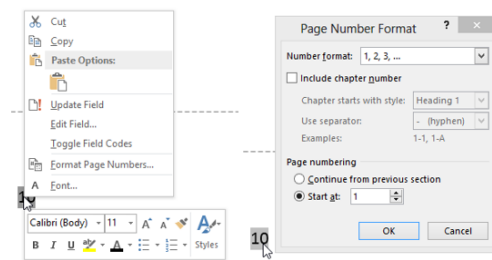 Cut
Copy
Paste Options:
Update Field
Edit Field...
Toggle Field Codes
Format Page Numbers...
A Font...
10
Calibri (Body) 11 A A A
B I U aby A Styles
Page Number Format ? ×
Number format: 1, 2, 3, ...
Include chapter number
Chapter starts with style: Heading 1
Use separator: - (hyphen)
Examples: 1-1, 1-A
Page numbering
Continue from previous section
Start at: 1
OK Cancel
10